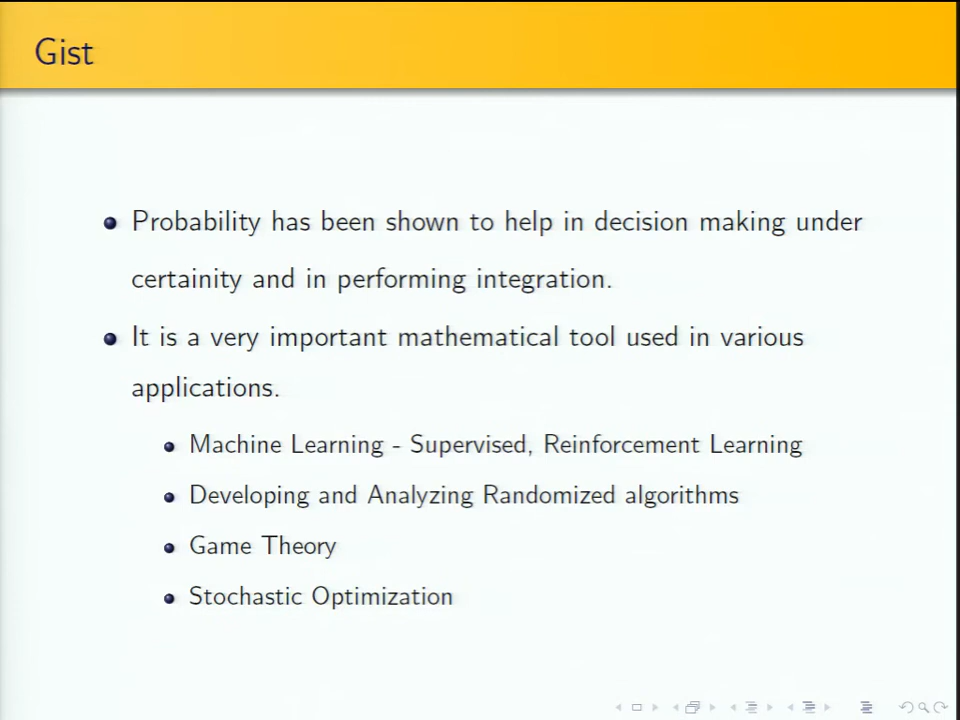 Gist
Probability has been shown to help in decision making under
certainity and in performing integration.
It is a very important mathematical tool used in various
applications.
Machine Learning - Supervised, Reinforcement Learning
Developing and Analyzing Randomized algorithms
Game Theory
Stochastic Optimization